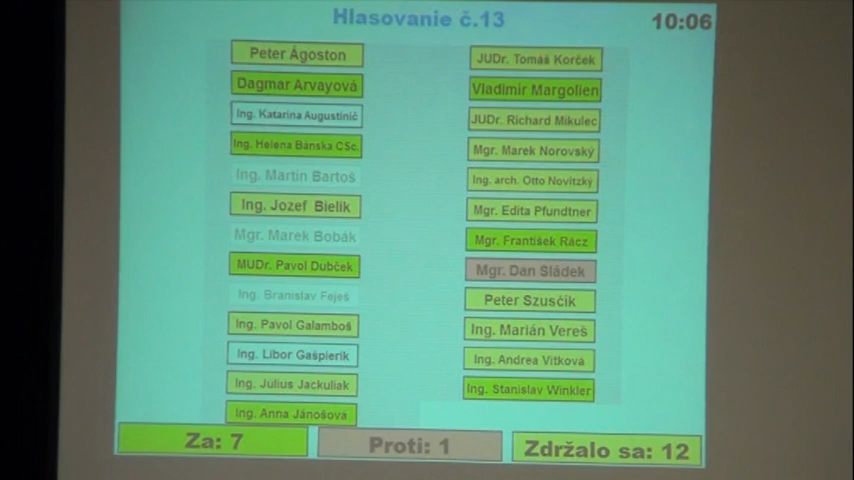 Hlasovanie č.13
10:06
Peter Ágoston
Dagmar Arvayová
Ing. Katarína Augustinič
Ing. Helena Bánska CSc.
Ing. Martin Bartoš
Ing. Jozef Bielik
Mgr. Marek Bobák
MUDr. Pavol Dubček
Ing. Branislav Feješ
Ing. Pavol Galamboš
Ing. Libor Gašpierik
Ing. Július Jackuliak
Ing. Anna Jánošová
JUDr. Tomáš Korček
Vladimír Margolien
JUDr. Richard Mikulec
Mgr. Marek Norovský
Ing. arch. Otto Novitzký
Mgr. Edita Pfundtner
Mgr. František Rácz
Mgr. Dan Sládek
Peter Szusčik
Ing. Marián Vereš
Ing. Andrea Vítková
Ing. Stanislav Winkler
Za: 7
Proti: 1
Zdržalo sa: 12